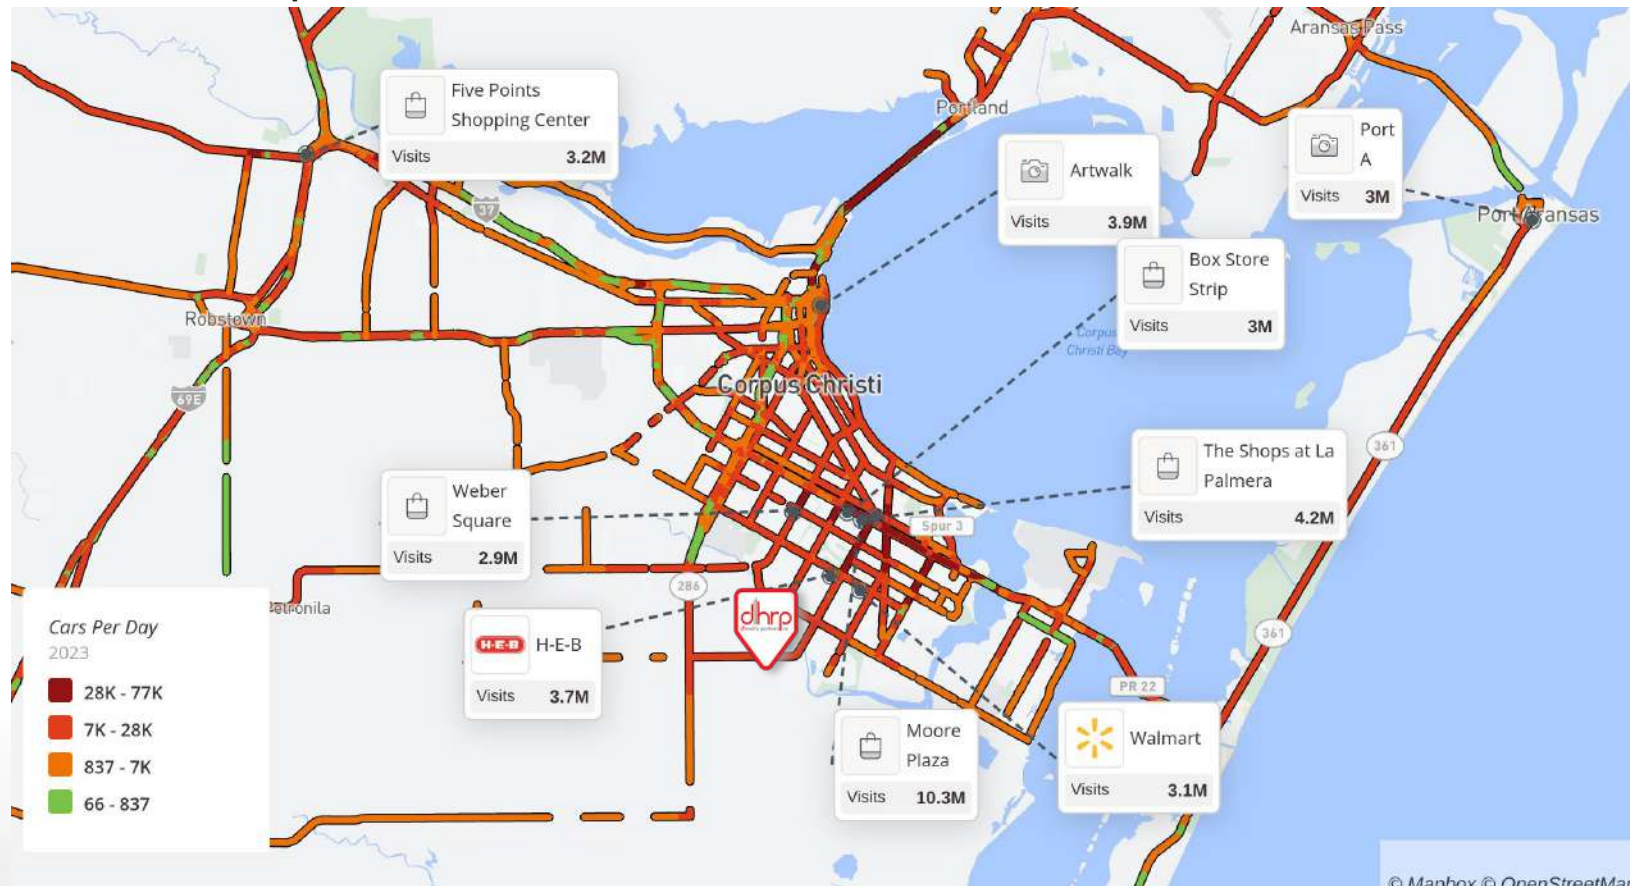 Aransas Pass
Five Points
Shopping Center
Visits 3.2M
Portland
Port
A
Visits 3M
Artwalk
Visits 3.9M
37
Port Aransas
Box Store
Strip
Visits 3M
Robstown
Corpus
Christi Bay
69E
Corpus Christi
361
The Shops at La
Palmera
Visits 4.2M
Weber
Square
Visits 2.9M
Spur 3
286
Cars Per Day
2023
28K - 77K
7K - 28K
837 - 7K
66 - 837
dhrp
H-E-B
H-E-B
Visits 3.7M
361
PR 22
Moore
Plaza
Visits 10.3M
Walmart
Visits 3.1M
© Mapbox © OpenStreetMa